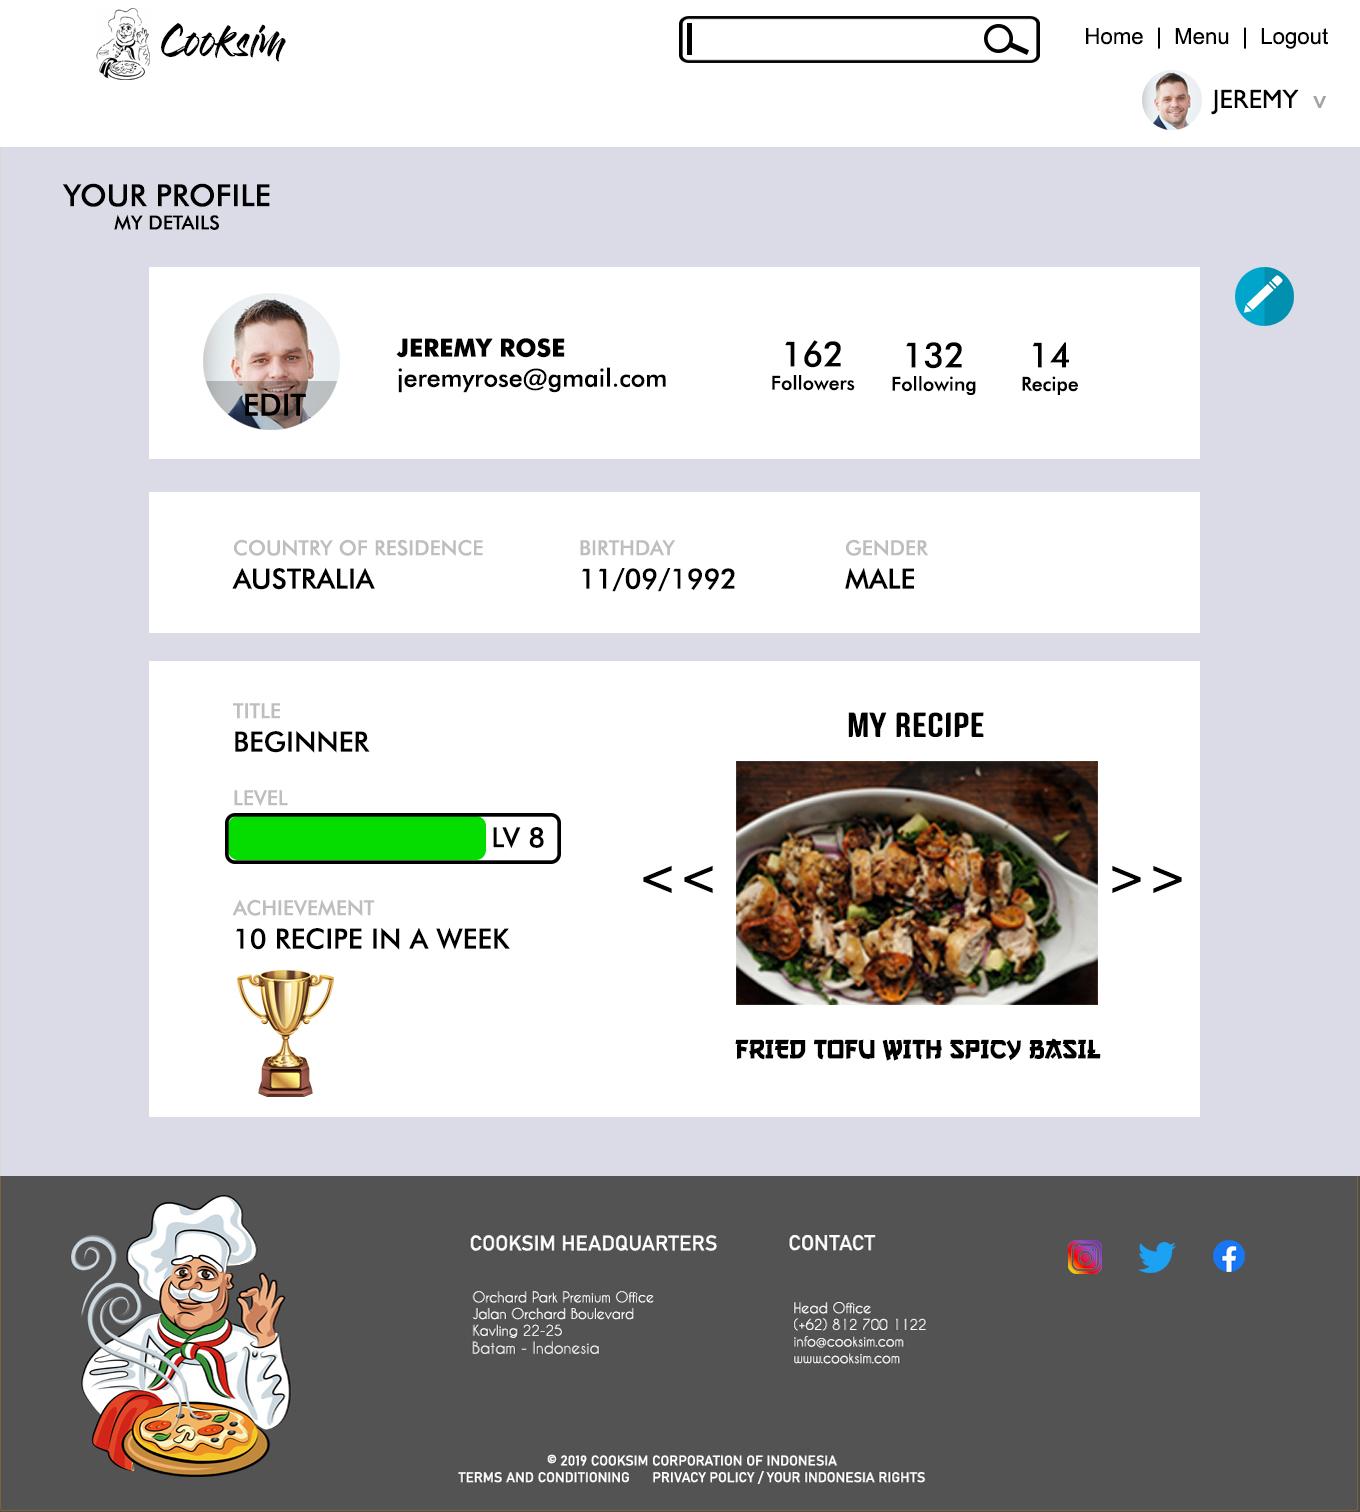 Cooksim
Home | Menu | Logout
JEREMY v
YOUR PROFILE
MY DETAILS
EDIT
JEREMY ROSE
jeremyrose@gmail.com
162
Followers
132
Following
14
Recipe
COUNTRY OF RESIDENCE
AUSTRALIA
BIRTHDAY
11/09/1992
GENDER
MALE
TITLE
BEGINNER
LEVEL
LV 8
ACHIEVEMENT
10 RECIPE IN A WEEK
MY RECIPE
<< >>
FRIED TOFU WITH SPICY BASIL
COOKSIM HEADQUARTERS
Orchard Park Premium Office
Jalan Orchard Boulevard
Kavling 22-25
Batam - Indonesia
CONTACT
Head Office
(+62) 812 700 1122
info@cooksim.com
www.cooksim.com
© 2019 COOKSIM CORPORATION OF INDONESIA
TERMS AND CONDITIONING PRIVACY POLICY / YOUR INDONESIA RIGHTS